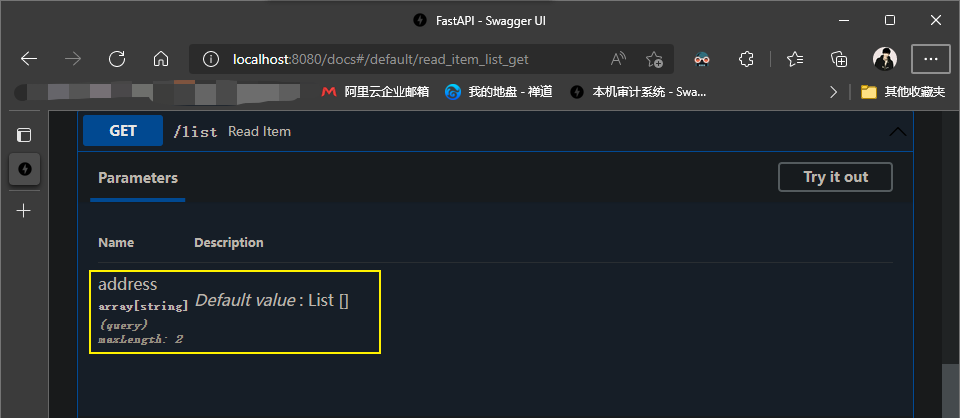 FastAPI - Swagger UI
localhost:8080/docs#/default/read_item_list_get
阿里云企业邮箱 我的地盘 - 禅道 本机审计系统 - Swa... 其他收藏夹
GET /list Read Item
Parameters Try it out
Name Description
address
array[string] Default value : List []
(query)
maxLength: 2